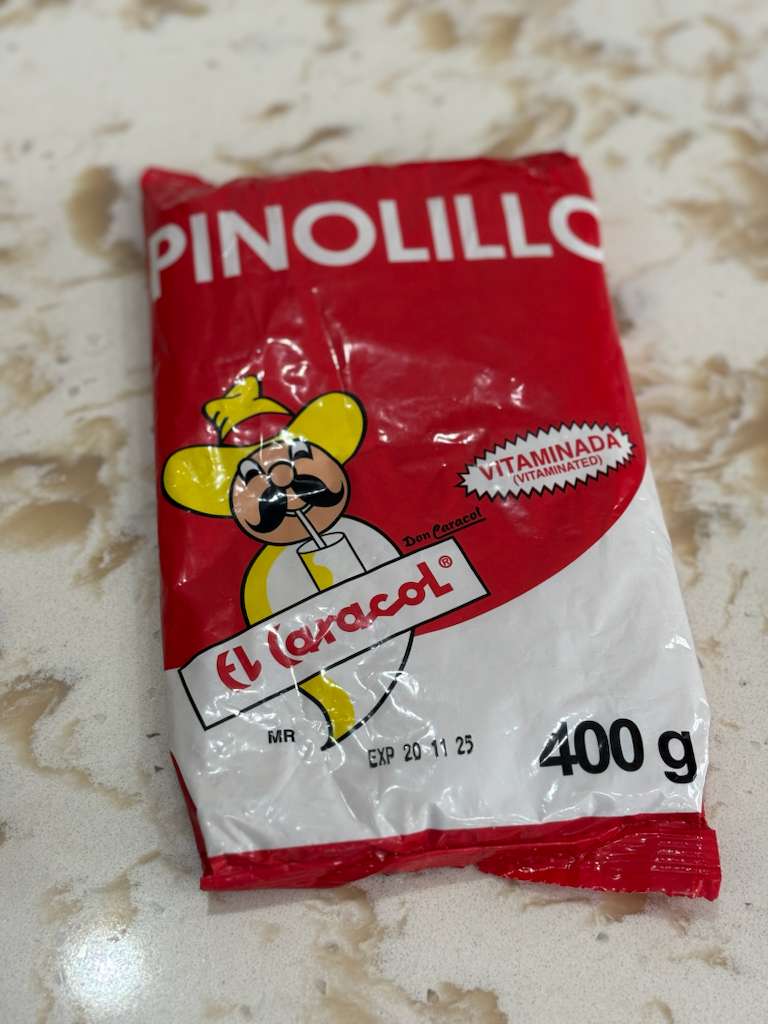 PINOLILLO
VITAMINADA
(VITAMINATED)
Don Caracol
El Caracol®
MR
EXP 20 11 25
400 g